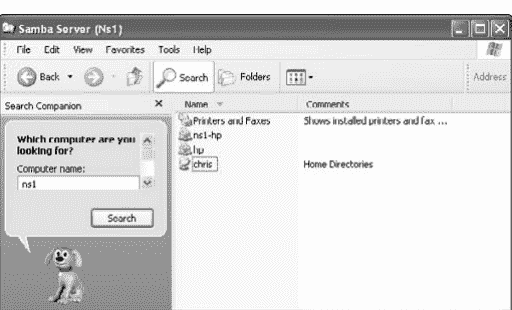 Samba Server (Ns1)
File Edit View Favorites Tools Help
Back Search Folders Address
Search Companion
Name Comments
Which computer are you looking for?
Computer name:
ns1
Search
Printers and Faxes Shows installed printers and fax ...
ns1-hp
hp
chris Home Directories